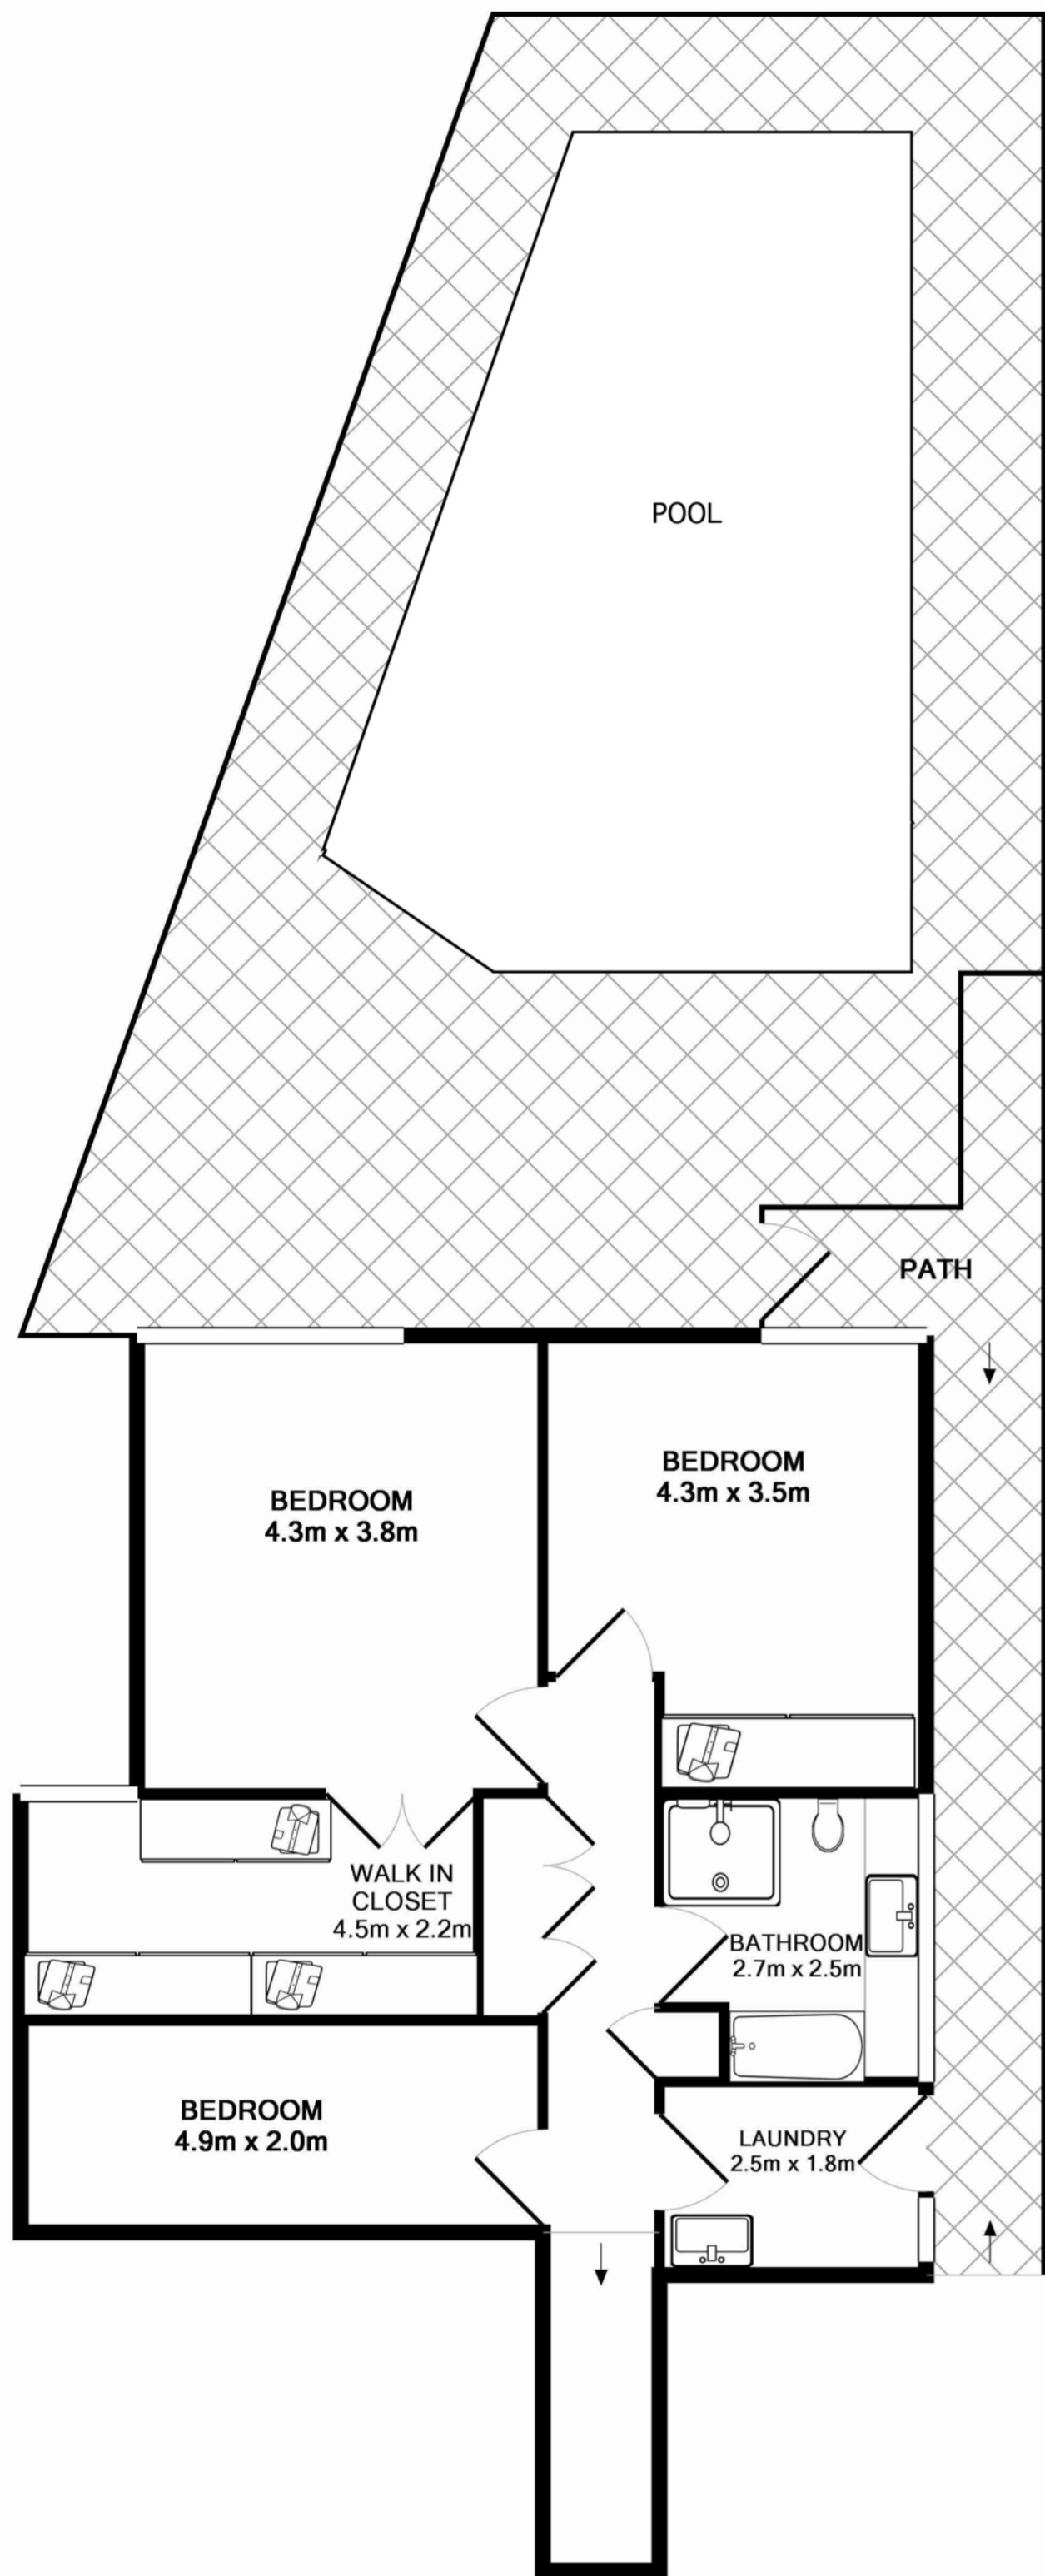 POOL
PATH
BEDROOM
4.3m x 3.5m
BEDROOM
4.3m x 3.8m
WALK IN
CLOSET
4.5m x 2.2m
BATHROOM
2.7m x 2.5m
BEDROOM
4.9m x 2.0m
LAUNDRY
2.5m x 1.8m